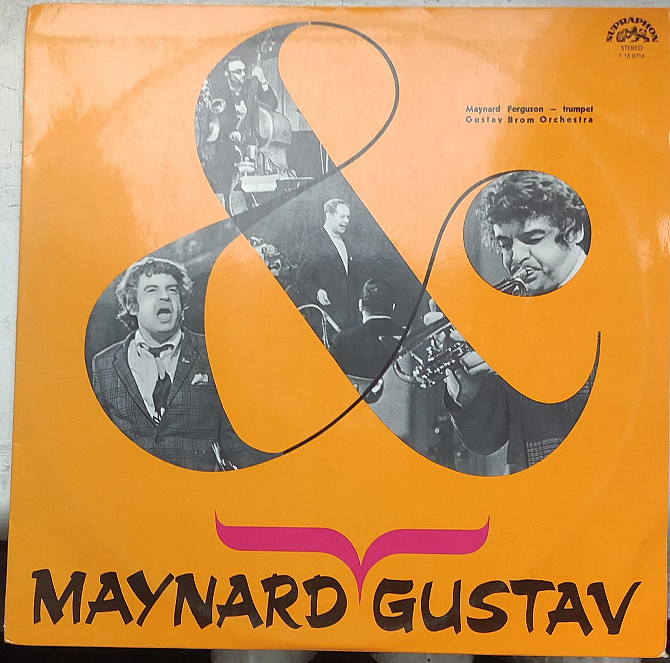 SUPRAPHON
STEREO
1 15 0716
Maynard Ferguson – trumpet
Gustav Brom Orchestra
&
MAYNARD GUSTAV